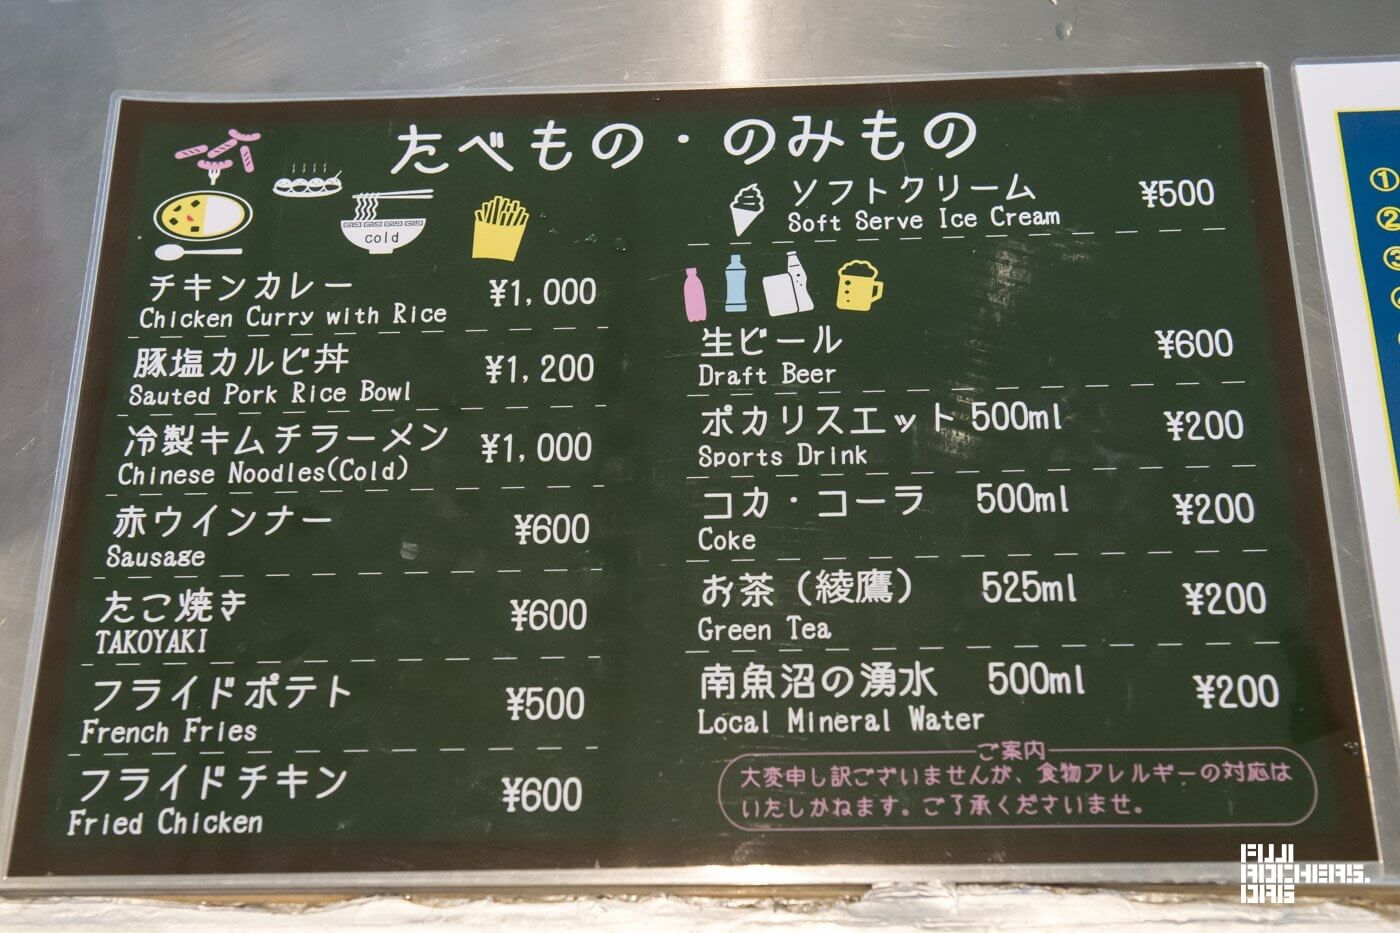 たべもの・のみもの
cold
チキンカレー ¥1,000
Chicken Curry with Rice
豚塩カルビ丼 ¥1,200
Sauted Pork Rice Bowl
冷製キムチラーメン ¥1,000
Chinese Noodles(Cold)
赤ウインナー ¥600
Sausage
たこ焼き ¥600
TAKOYAKI
フライドポテト ¥500
French Fries
フライドチキン ¥600
Fried Chicken
ソフトクリーム ¥500
Soft Serve Ice Cream
生ビール ¥600
Draft Beer
ポカリスエット 500ml ¥200
Sports Drink
コカ・コーラ 500ml ¥200
Coke
お茶(綾鷹) 525ml ¥200
Green Tea
南魚沼の湧水 500ml ¥200
Local Mineral Water
ご案内
大変申し訳ございませんが、食物アレルギーの対応は
いたしかねます。ご了承くださいませ。
①
②
③
FUJI
ROCKERS.
ORG